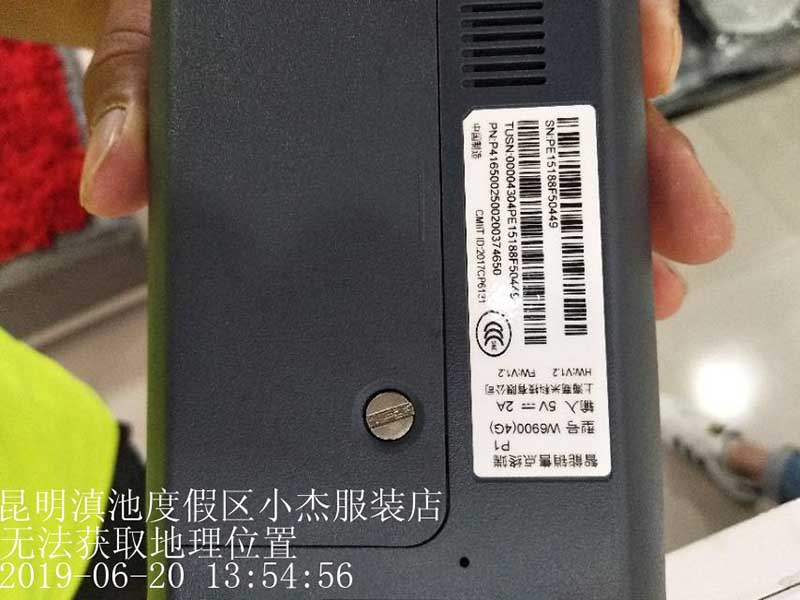 智能销售点终端
P1
型号 W6900(4G)
输入 5V ⎓ 2A
上海商米科技有限公司
HW:V1.2 FW:V1.2
SN:PE15188F50449
TUSN:00004304PE15188F50449
PN:P4165002500200374650
CMIIT ID:2017CP6131
中国制造
昆明滇池度假区小杰服装店
无法获取地理位置
2019-06-20 13:54:56